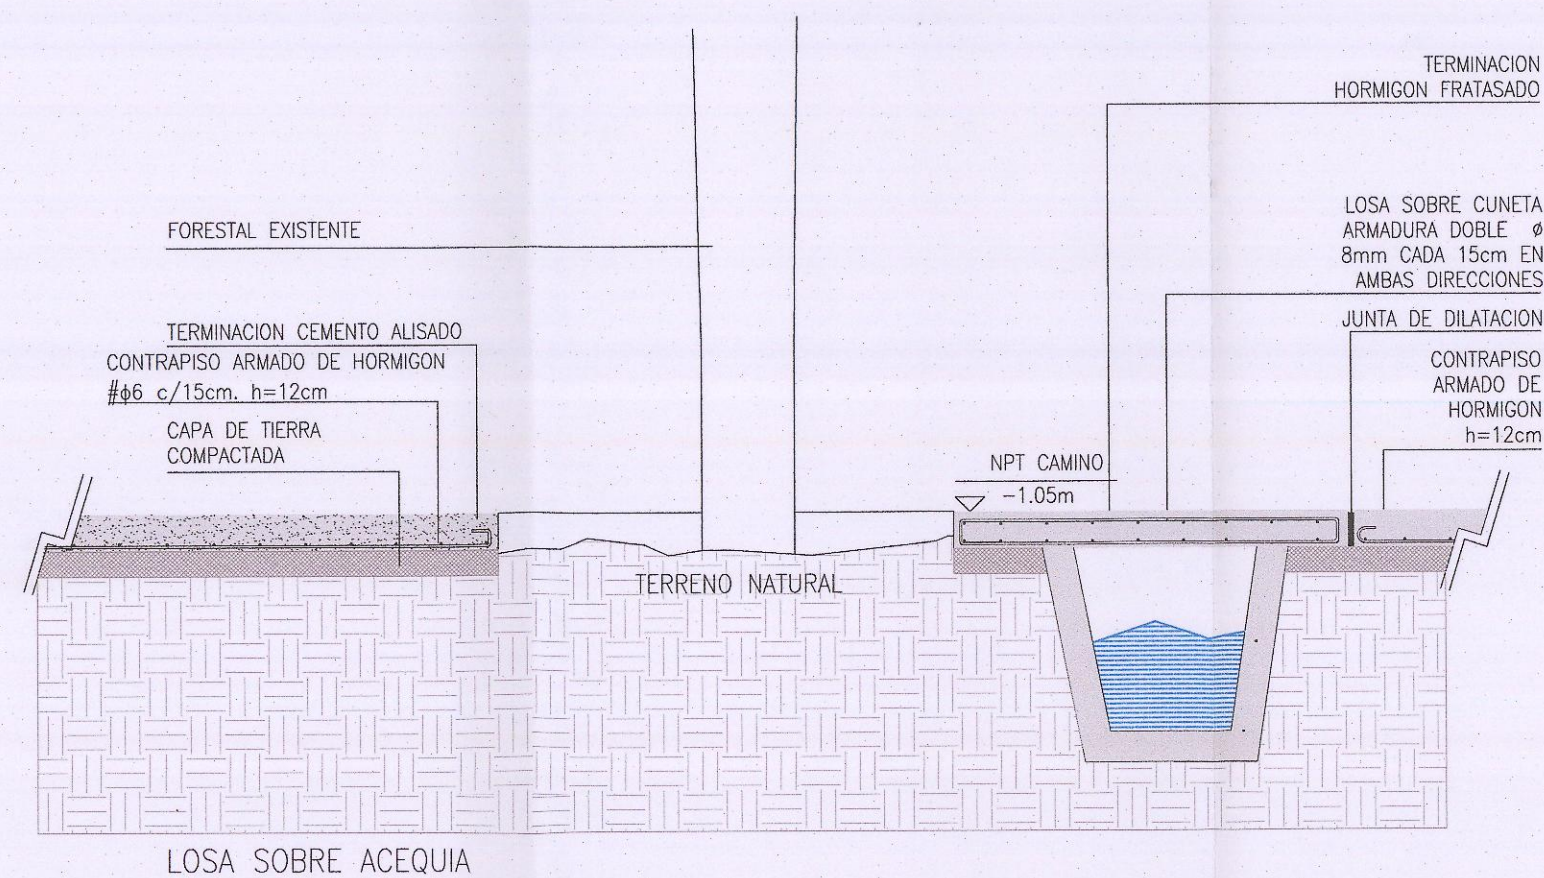 TERMINACION
HORMIGON FRATASADO
LOSA SOBRE CUNETA
ARMADURA DOBLE ø
8mm CADA 15cm EN
AMBAS DIRECCIONES
JUNTA DE DILATACION
CONTRAPISO
ARMADO DE
HORMIGON
h=12cm
FORESTAL EXISTENTE
TERMINACION CEMENTO ALISADO
CONTRAPISO ARMADO DE HORMIGON
#ϕ6 c/15cm. h=12cm
CAPA DE TIERRA
COMPACTADA
NPT CAMINO
-1.05m
TERRENO NATURAL
LOSA SOBRE ACEQUIA